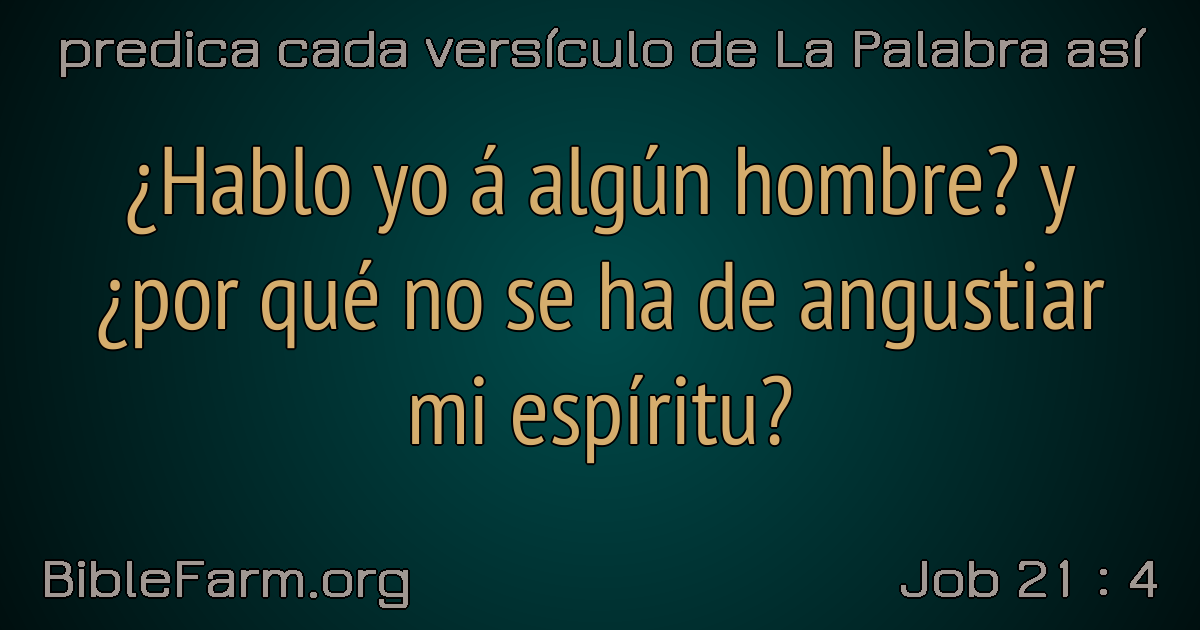 predica cada versículo de La Palabra así
¿Hablo yo á algún hombre? y
¿por qué no se ha de angustiar
mi espíritu?
BibleFarm.org
Job 21 : 4